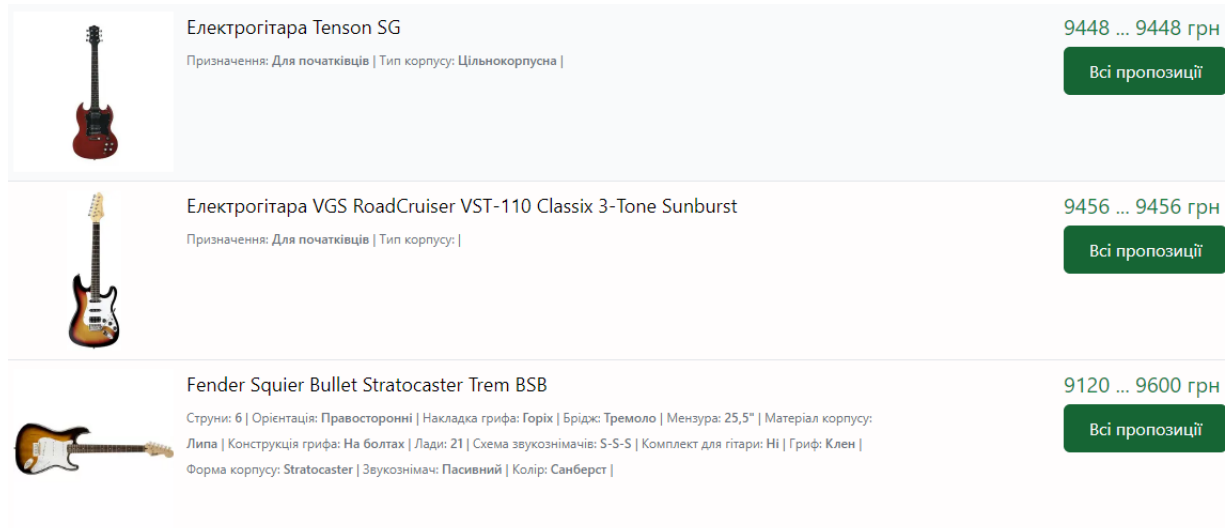 Електрогітара Tenson SG
9448 ... 9448 грн
Призначення: Для початківців | Тип корпусу: Цільнокорпусна |
Всі пропозиції
Електрогітара VGS RoadCruiser VST-110 Classix 3-Tone Sunburst
9456 ... 9456 грн
Призначення: Для початківців | Тип корпусу: |
Всі пропозиції
Fender Squier Bullet Stratocaster Trem BSB
9120 ... 9600 грн
Струни: 6 | Орієнтація: Правосторонні | Накладка грифа: Горіх | Брідж: Тремоло | Мензура: 25,5" | Матеріал корпусу:
Липа | Конструкція грифа: На болтах | Лади: 21 | Схема звукознімачів: S-S-S | Комплект для гітари: Ні | Гриф: Клен |
Форма корпусу: Stratocaster | Звукознімач: Пасивний | Колір: Санберст |
Всі пропозиції